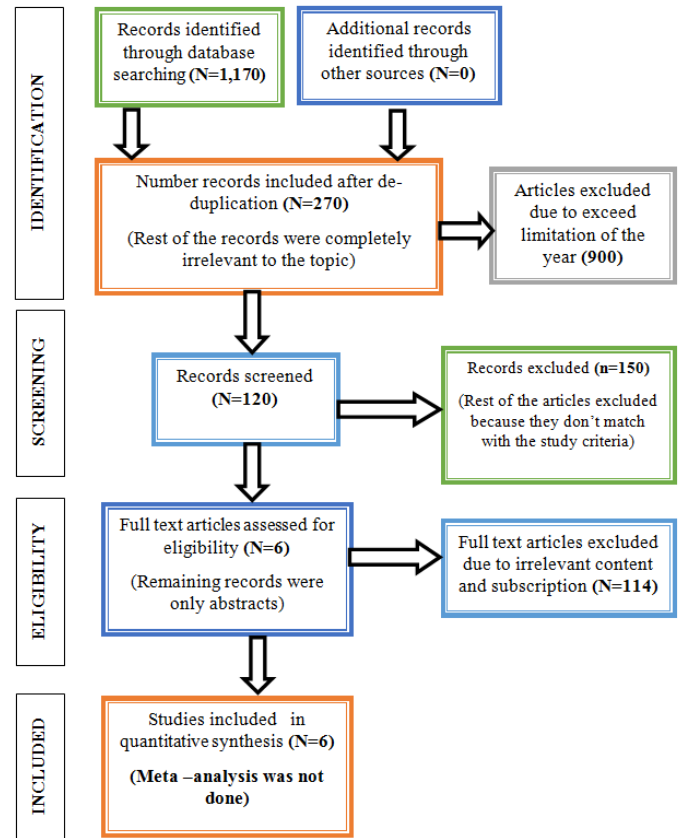 IDENTIFICATION
Records identified
through database
searching (N=1,170)
Additional records
identified through
other sources (N=0)
Number records included after de-
duplication (N=270)
(Rest of the records were completely
irrelevant to the topic)
Articles excluded
due to exceed
limitation of the
year (900)
SCREENING
Records screened
(N=120)
Records excluded (n=150)
(Rest of the articles excluded
because they don’t match
with the study criteria)
ELIGIBILITY
Full text articles assessed for
eligibility (N=6)
(Remaining records were
only abstracts)
Full text articles excluded
due to irrelevant content
and subscription (N=114)
INCLUDED
Studies included in
quantitative synthesis (N=6)
(Meta –analysis was not
done)